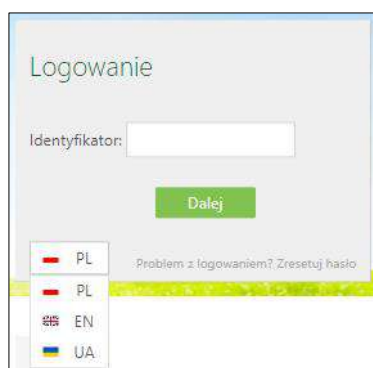 Logowanie
Identyfikator:
Dalej
PL
Problem z logowaniem? Zresetuj hasło
PL
EN
UA